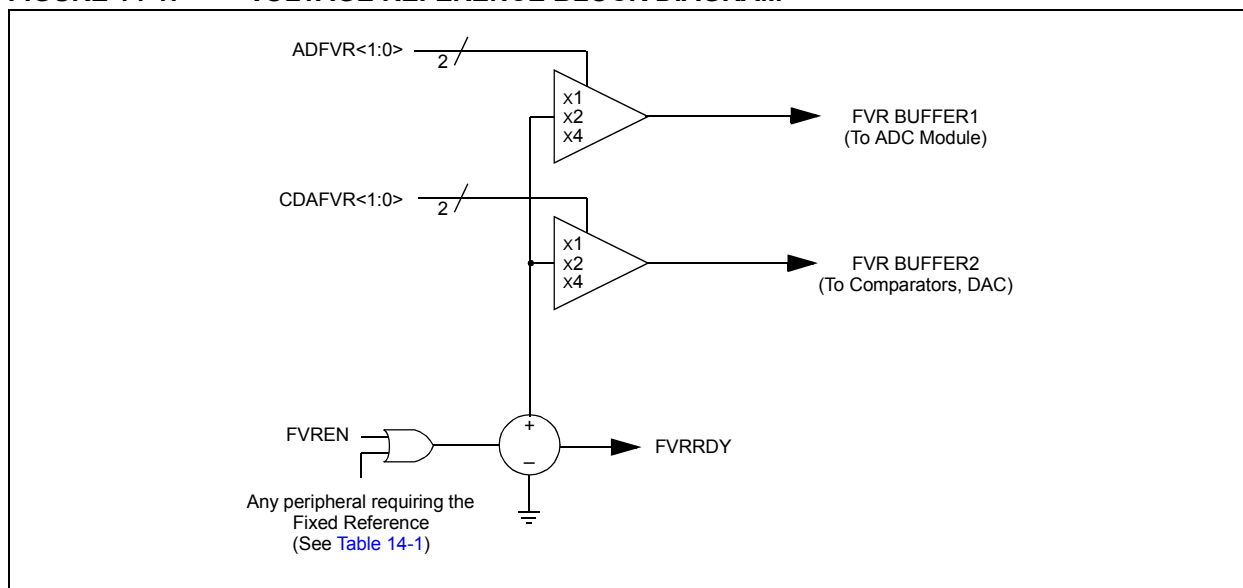 ADFVR<1:0>
2
x1
x2
x4
FVR BUFFER1
(To ADC Module)
CDAFVR<1:0>
2
x1
x2
x4
FVR BUFFER2
(To Comparators, DAC)
FVREN
+
_
FVRRDY
Any peripheral requiring the
Fixed Reference
(See Table 14-1)